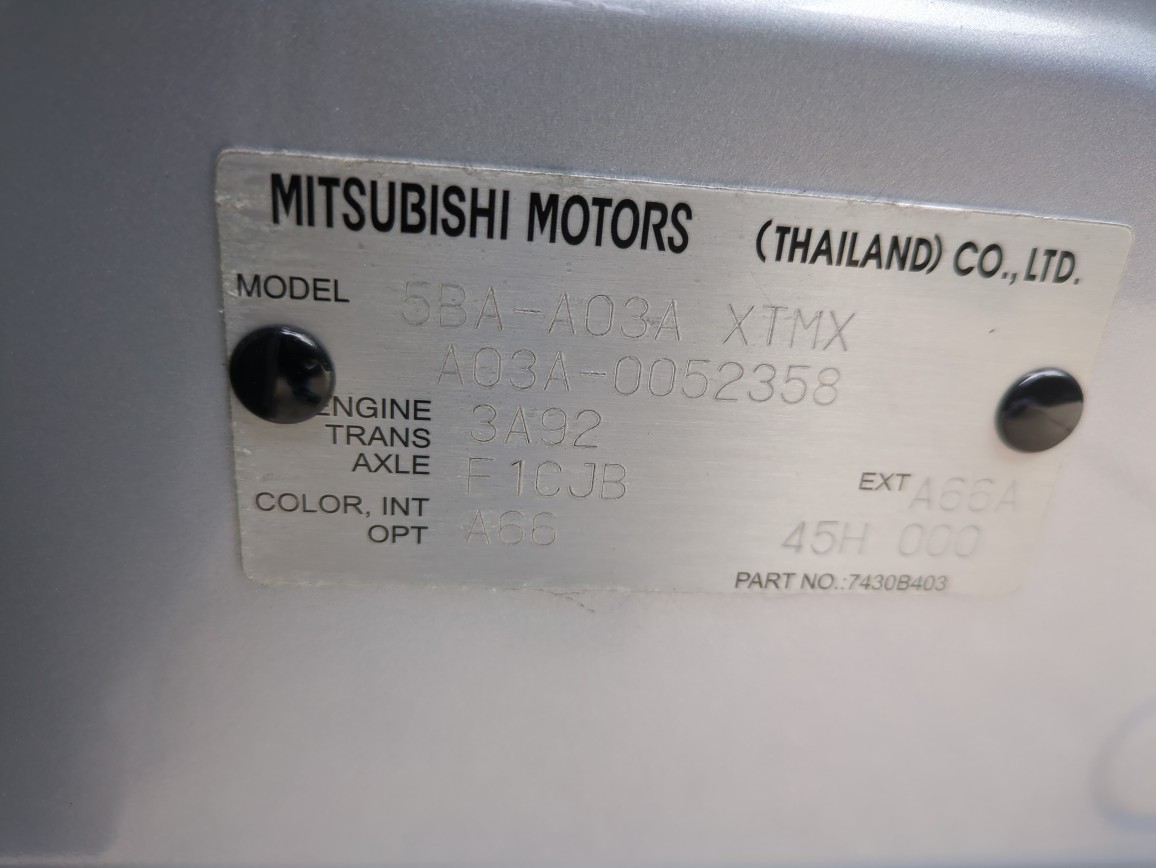 MITSUBISHI MOTORS (THAILAND) CO., LTD.
MODEL 5BA-A03A XTMX
A03A-0052358
ENGINE 3A92
TRANS
AXLE F1CJB
EXT A66A
COLOR, INT
OPT A66 45H 000
PART NO.:7430B403